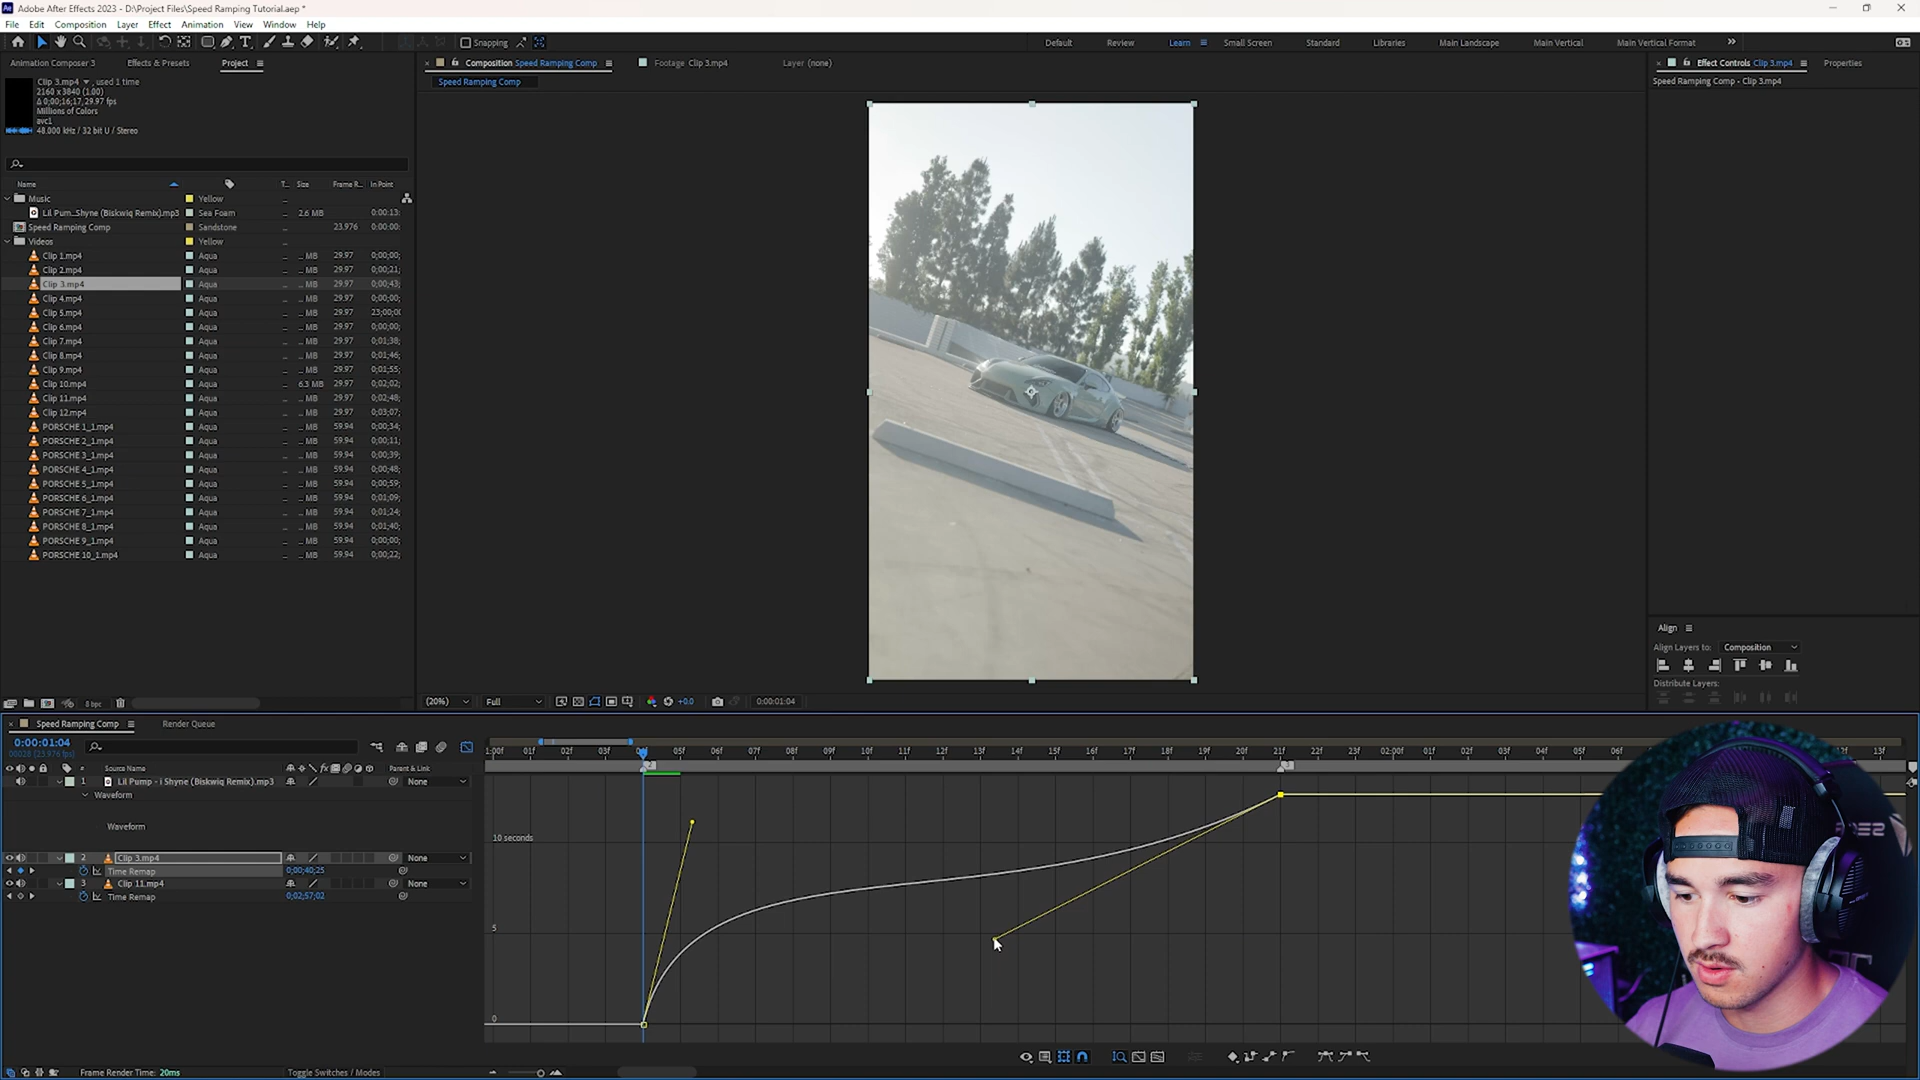 Adobe After Effects 2023 - D:\Project Files\Speed Ramping Tutorial.aep *
File Edit Composition Layer Effect Animation View Window Help
Snapping
Default Review Learn Small Screen Standard Libraries Main Landscape Main Vertical Main Vertical Format
Animation Composer 3 Effects & Presets Project
Composition Speed Ramping Comp Footage Clip 3.mp4 Layer (none)
Effect Controls Clip 3.mp4 Properties
Speed Ramping Comp
Speed Ramping Comp - Clip 3.mp4
Clip 3.mp4 , used 1 time
2160 x 3840 (1.00)
Δ 0;00;16;17, 29.97 fps
Millions of Colors
avc1
48.000 kHz / 32 bit U / Stereo
Name T... Size Frame R... In Point
Music Yellow
Lil Pum...Shyne (Biskwiq Remix).mp3 Sea Foam 2.6 MB 0:00:13:
Speed Ramping Comp Sandstone 23.976 0:00:00:
Videos Yellow
Clip 1.mp4 Aqua ... MB 29.97 0;00;00;
Clip 2.mp4 Aqua ... MB 29.97 0;00;21;
Clip 3.mp4 Aqua ... MB 29.97 0;00;43;
Clip 4.mp4 Aqua ... MB 29.97 0;00;00;
Clip 5.mp4 Aqua ... MB 29.97 23;00;00
Clip 6.mp4 Aqua ... MB 29.97 0;00;00;
Clip 7.mp4 Aqua ... MB 29.97 0;01;38;
Clip 8.mp4 Aqua ... MB 29.97 0;01;46;
Clip 9.mp4 Aqua ... MB 29.97 0;01;55;
Clip 10.mp4 Aqua 6.3 MB 29.97 0;02;02;
Clip 11.mp4 Aqua ... MB 29.97 0;02;48;
Clip 12.mp4 Aqua ... MB 29.97 0;03;07;
PORSCHE 1_1.mp4 Aqua ... MB 59.94 0;00;34;
PORSCHE 2_1.mp4 Aqua ... MB 59.94 0;00;11;
PORSCHE 3_1.mp4 Aqua ... MB 59.94 0;00;39;
PORSCHE 4_1.mp4 Aqua ... MB 59.94 0;00;48;
PORSCHE 5_1.mp4 Aqua ... MB 59.94 0;00;59;
PORSCHE 6_1.mp4 Aqua ... MB 59.94 0;01;09;
PORSCHE 7_1.mp4 Aqua ... MB 59.94 0;01;24;
PORSCHE 8_1.mp4 Aqua ... MB 59.94 0;01;40;
PORSCHE 9_1.mp4 Aqua ... MB 59.94 0;00;00;
PORSCHE 10_1.mp4 Aqua ... MB 59.94 0;00;22;
Align
Align Layers to: Composition
Distribute Layers:
8 bpc
(20%) Full +0.0 0:00:01:04
Speed Ramping Comp Render Queue
0:00:01:04
00028 (23.976 fps)
1:00f 02f 03f 04f 05f 06f 07f 08f 09f 10f 11f 12f 13f 14f 15f 16f 17f 18f 19f 20f 21f 22f 23f 02:00f 01f 02f 03f 04f 05f 06f 13f
# Source Name fx Parent & Link
1 Lil Pump - i Shyne (Biskwiq Remix).mp3 None
Waveform
Waveform
2 Clip 3.mp4 None
Time Remap 0;00;40;25
3 Clip 11.mp4 None
Time Remap 0;02;57;02
10 seconds
5
0
2
Frame Render Time: 20ms Toggle Switches / Modes